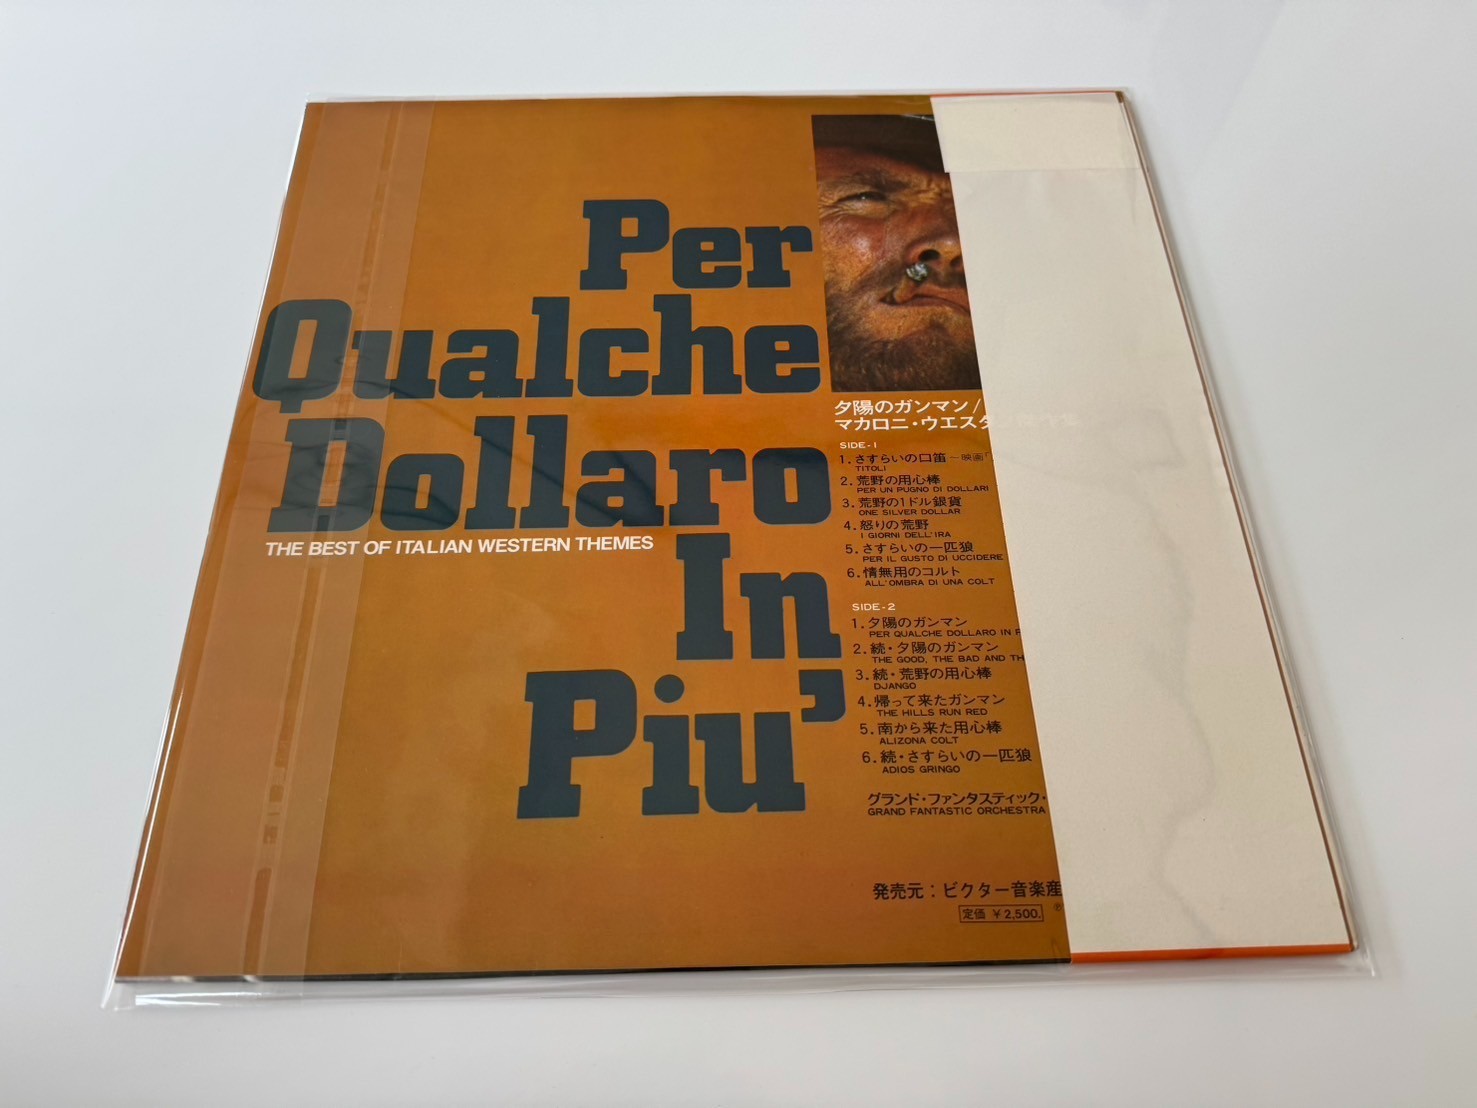 Per
Qualche
Dollaro
In
Piu'
THE BEST OF ITALIAN WESTERN THEMES
夕陽のガンマン/
マカロニ・ウエスタ
SIDE-1
1. さすらいの口笛-映画「
TITOLI
2. 荒野の用心棒
PER UN PUGNO DI DOLLARI
3. 荒野の1ドル銀貨
ONE SILVER DOLLAR
4. 怒りの荒野
I GIORNI DELL'IRA
5. さすらいの一匹狼
PER IL GUSTO DI UCCIDERE
6. 情無用のコルト
ALL'OMBRA DI UNA COLT
SIDE-2
1. 夕陽のガンマン
PER QUALCHE DOLLARO IN P
2. 続・夕陽のガンマン
THE GOOD, THE BAD AND TH
3. 続・荒野の用心棒
DJANGO
4. 帰って来たガンマン
THE HILLS RUN RED
5. 南から来た用心棒
ALIZONA COLT
6. 続・さすらいの一匹狼
ADIOS GRINGO
グランド・ファンタスティック・
GRAND FANTASTIC ORCHESTRA
発売元:ビクター音楽産
定価 ¥2,500. ℗